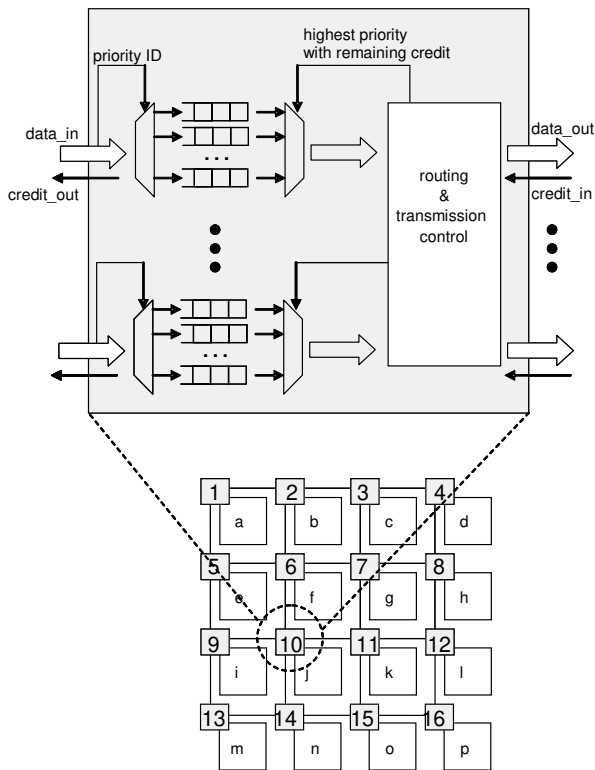 highest priority
with remaining credit
priority ID
data_in
data_out
credit_out
credit_in
routing
&
transmission
control
...
...
1 2 3 4
a b c d
5 6 7 8
e f g h
9 10 11 12
i j k l
13 14 15 16
m n o p